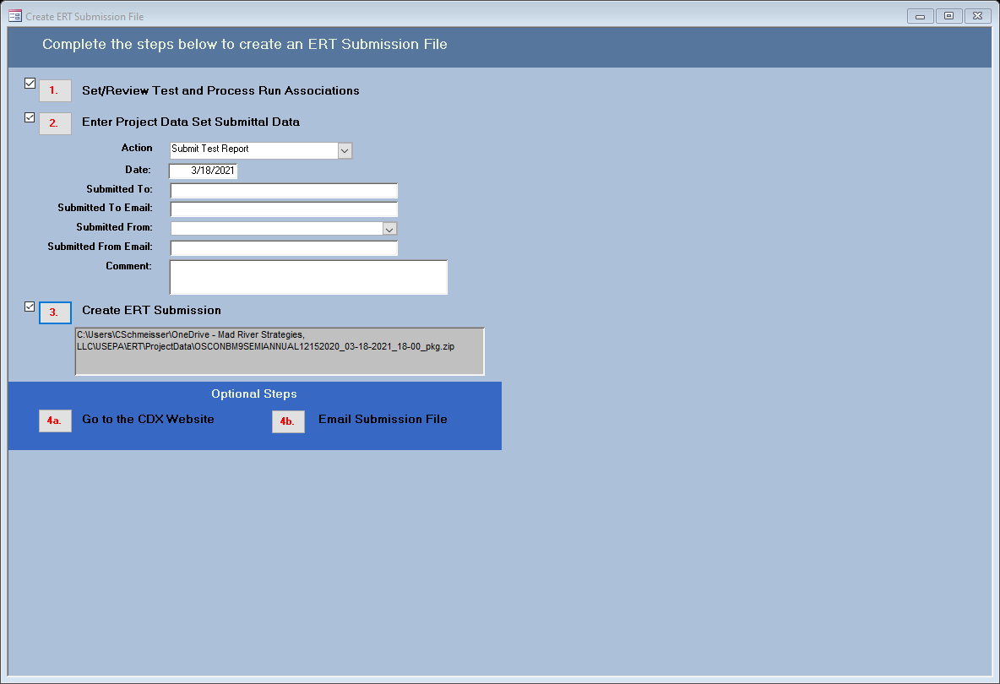 Create ERT Submission File
Complete the steps below to create an ERT Submission File
1. Set/Review Test and Process Run Associations
2. Enter Project Data Set Submittal Data
Action Submit Test Report
Date: 3/18/2021
Submitted To:
Submitted To Email:
Submitted From:
Submitted From Email:
Comment:
3. Create ERT Submission
C:\Users\CSchmeisser\OneDrive - Mad River Strategies,
LLC\USEPA\ERT\ProjectData\OSCONBM9SEMIANNUAL12152020_03-18-2021_18-00_pkg.zip
Optional Steps
4a. Go to the CDX Website 4b. Email Submission File